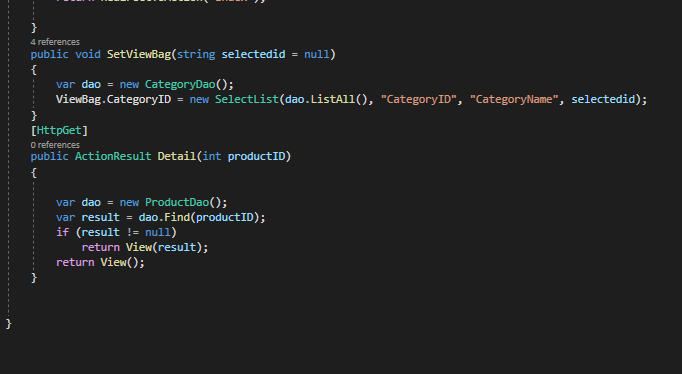 }
4 references
public void SetViewBag(string selectedid = null)
{
var dao = new CategoryDao();
ViewBag.CategoryID = new SelectList(dao.ListAll(), "CategoryID", "CategoryName", selectedid);
}
[HttpGet]
0 references
public ActionResult Detail(int productID)
{
var dao = new ProductDao();
var result = dao.Find(productID);
if (result != null)
return View(result);
return View();
}
}